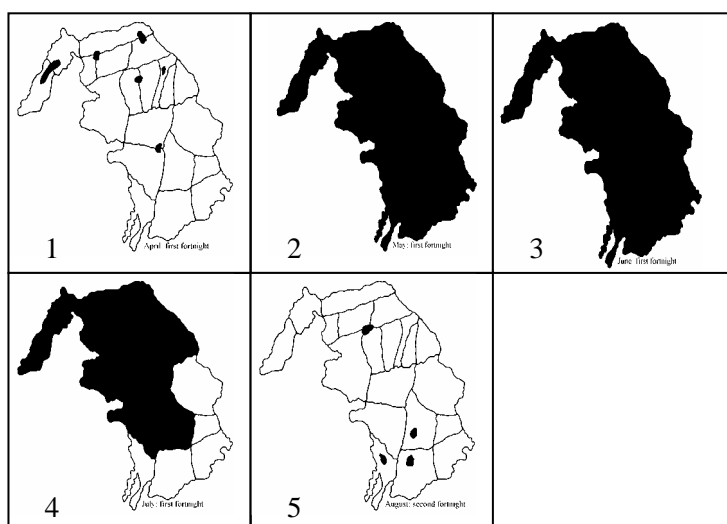 1
April first fortnight
2
May: first fortnight
3
June first fortnight
4
July: first fortnight
5
August: second fortnight